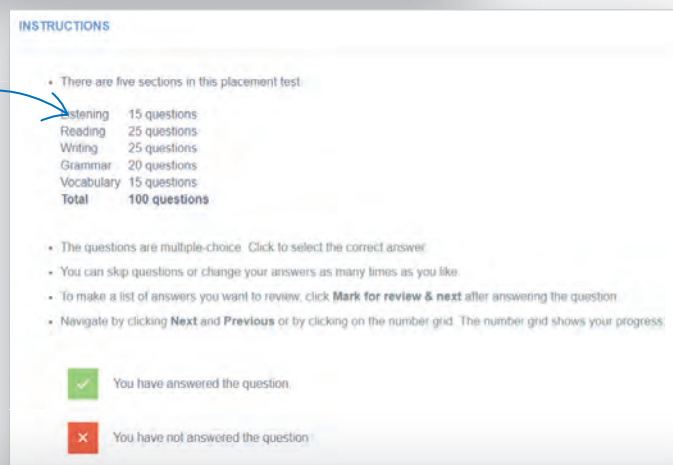 INSTRUCTIONS
• There are five sections in this placement test
Listening 15 questions
Reading 25 questions
Writing 25 questions
Grammar 20 questions
Vocabulary 15 questions
Total 100 questions
• The questions are multiple-choice. Click to select the correct answer.
• You can skip questions or change your answers as many times as you like.
• To make a list of answers you want to review, click Mark for review & next after answering the question.
• Navigate by clicking Next and Previous or by clicking on the number grid. The number grid shows your progress.
You have answered the question.
You have not answered the question